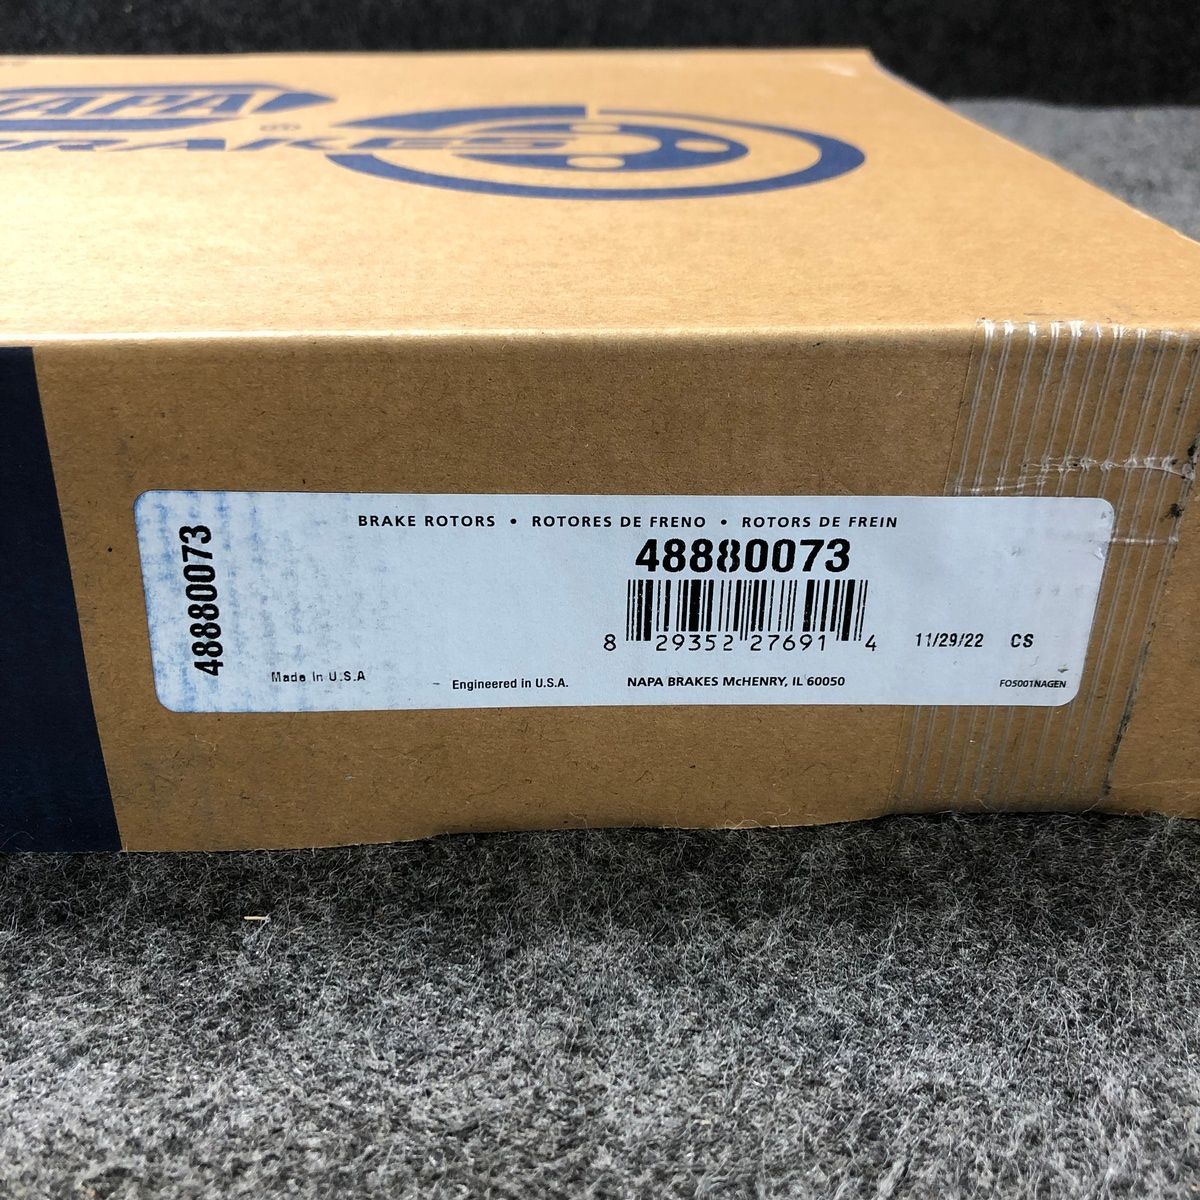 NAPA
BRAKES®
BRAKE ROTORS • ROTORES DE FRENO • ROTORS DE FREIN
48880073
48880073
8 29352 27691 4
11/29/22 CS
Made In U.S.A
Engineered in U.S.A.
NAPA BRAKES McHENRY, IL 60050
FO5001NAGEN